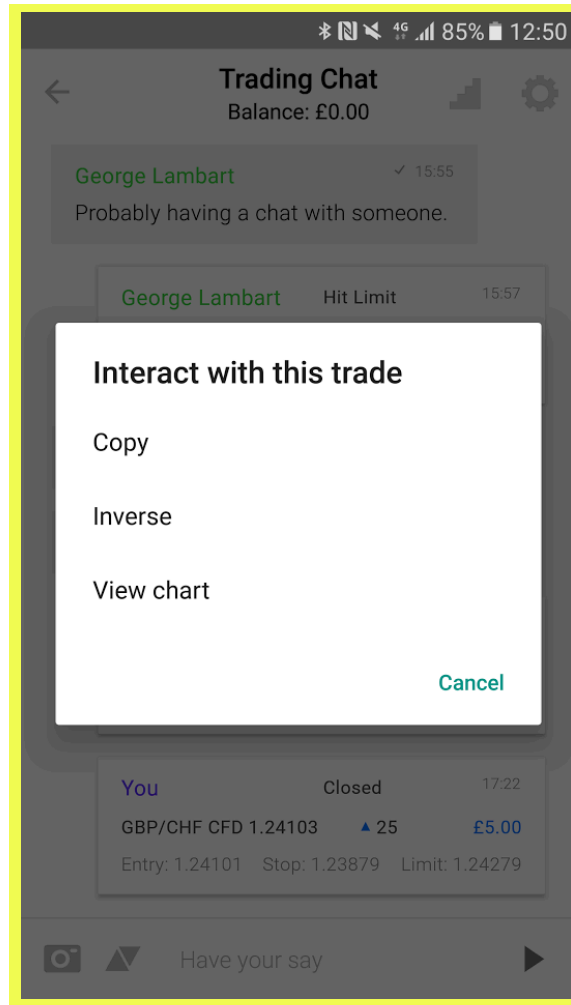 4G 85% 12:50
Trading Chat
Balance: £0.00
George Lambart ✓ 15:55
Probably having a chat with someone.
George Lambart Hit Limit 15:57
Interact with this trade
Copy
Inverse
View chart
Cancel
You Closed 17:22
GBP/CHF CFD 1.24103 ▲ 25 £5.00
Entry: 1.24101 Stop: 1.23879 Limit: 1.24279
Have your say